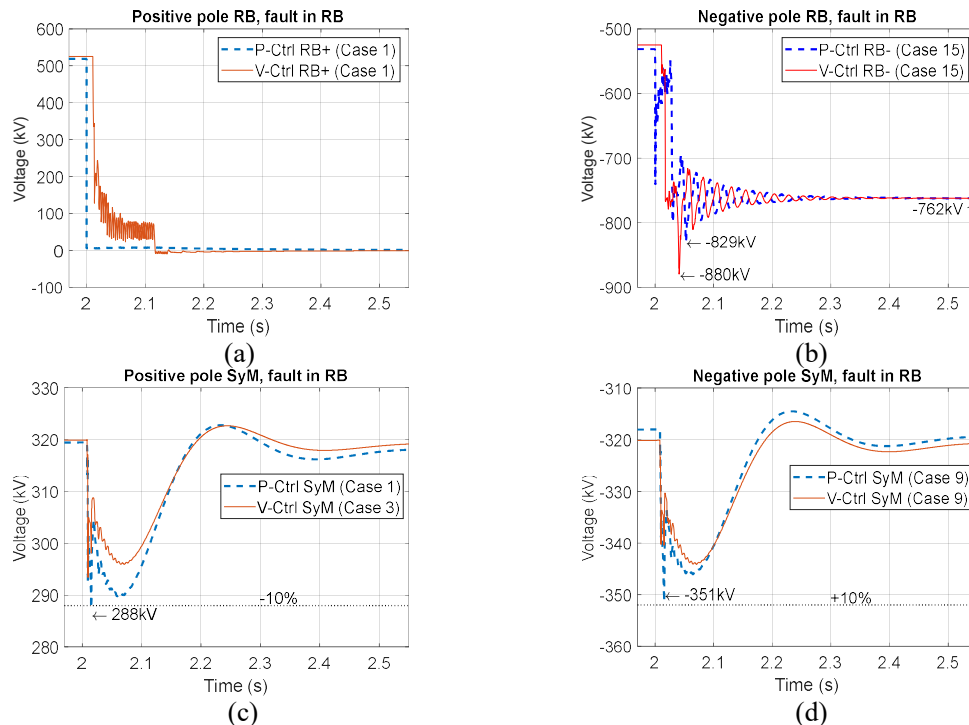 Positive pole RB, fault in RB
600
500
400
300
200
100
0
-100
Voltage (kV)
P-Ctrl RB+ (Case 1)
V-Ctrl RB+ (Case 1)
2
2.1
2.2
2.3
2.4
2.5
Time (s)
(a)
Negative pole RB, fault in RB
-500
-600
-700
-800
-900
Voltage (kV)
P-Ctrl RB- (Case 15)
V-Ctrl RB- (Case 15)
-762kV
← -829kV
← -880kV
2
2.1
2.2
2.3
2.4
2.5
Time (s)
(b)
Positive pole SyM, fault in RB
330
320
310
300
290
280
Voltage (kV)
P-Ctrl SyM (Case 1)
V-Ctrl SyM (Case 3)
-10%
← 288kV
2
2.1
2.2
2.3
2.4
2.5
Time (s)
(c)
Negative pole SyM, fault in RB
-310
-320
-330
-340
-350
-360
Voltage (kV)
P-Ctrl SyM (Case 9)
V-Ctrl SyM (Case 9)
← -351kV
+10%
2
2.1
2.2
2.3
2.4
2.5
Time (s)
(d)